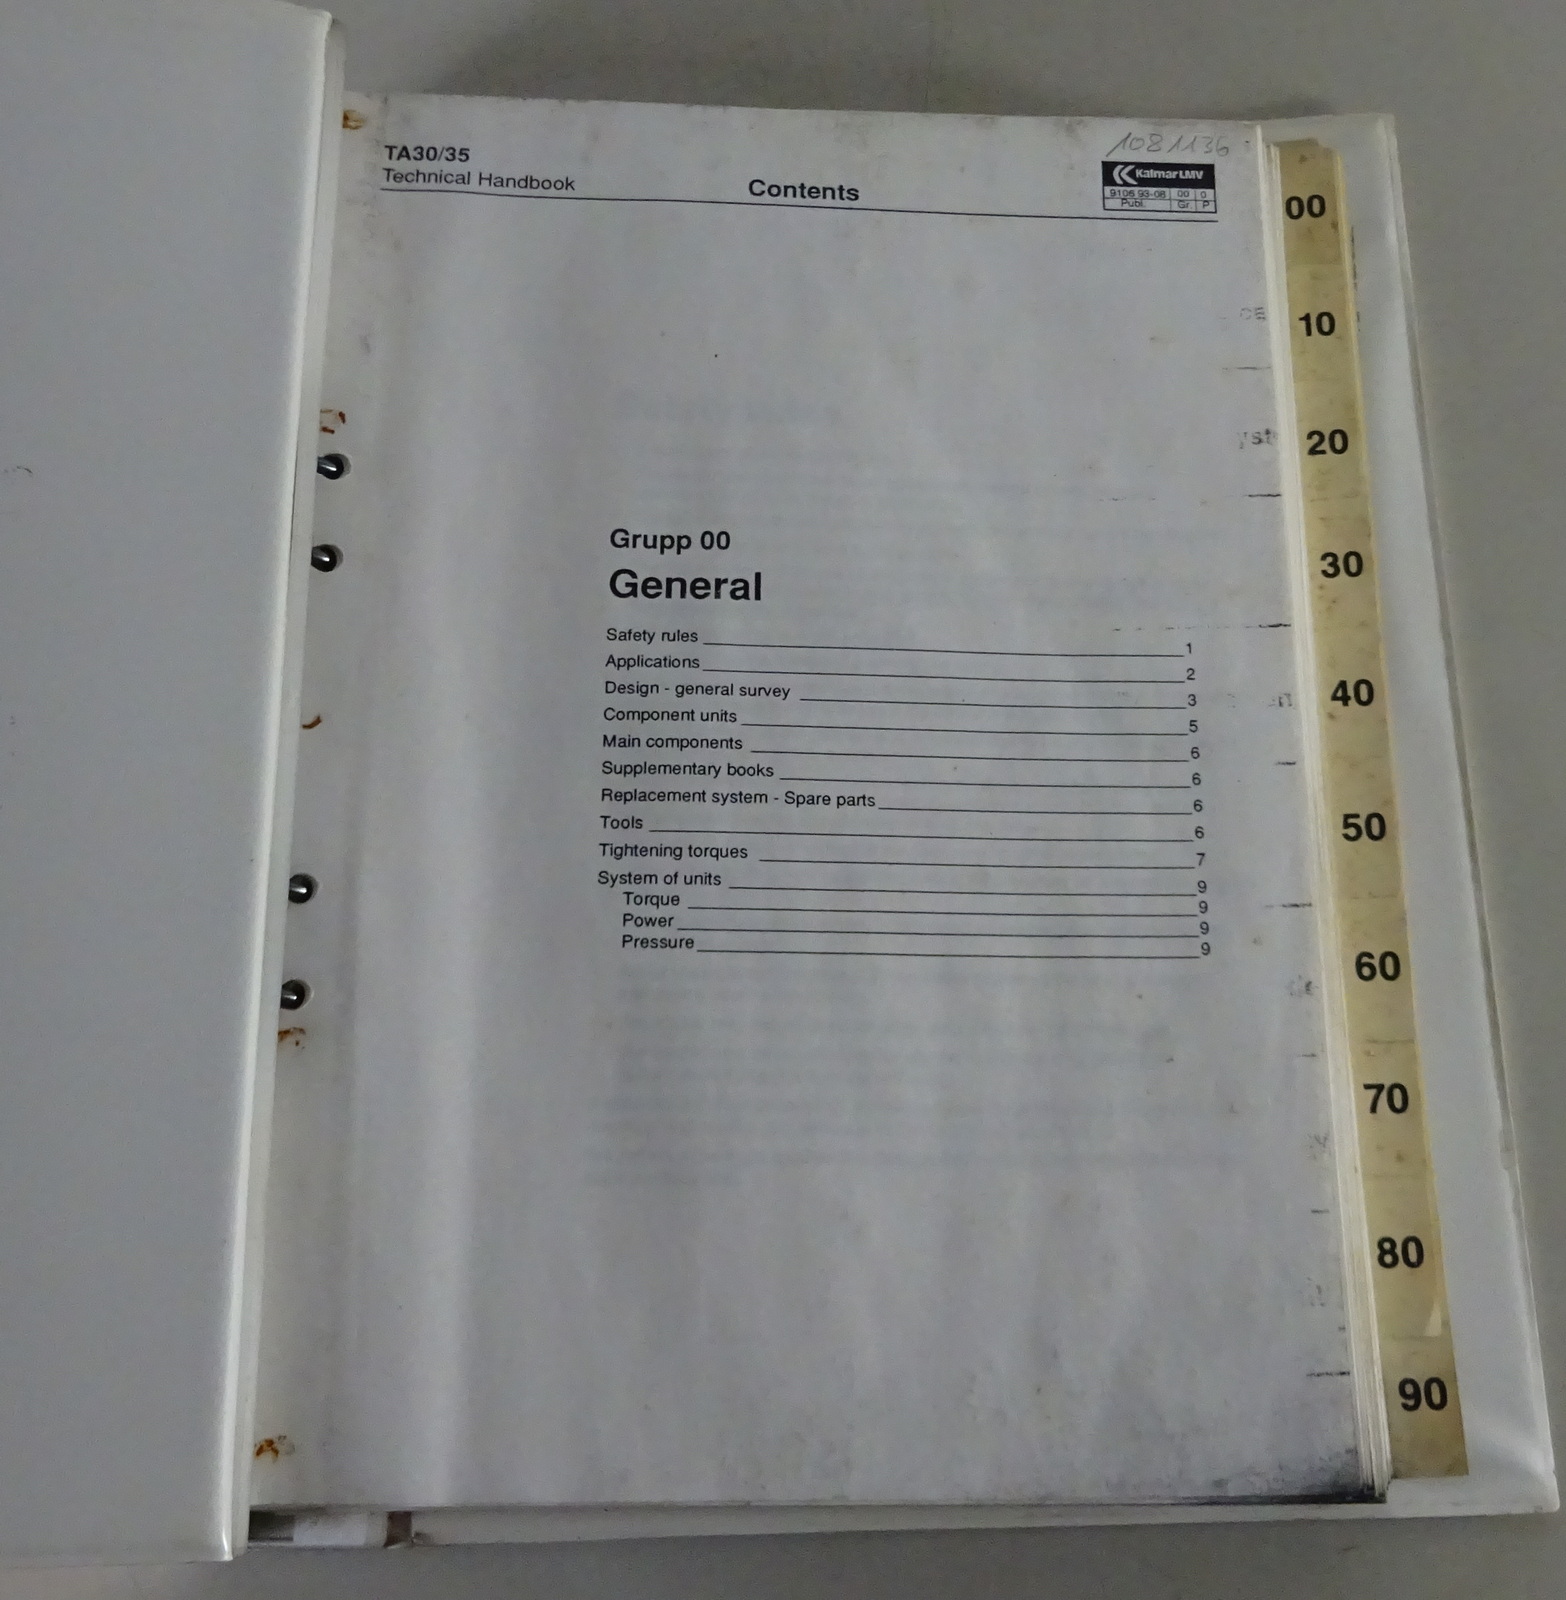 1081136
TA30/35
Technical Handbook
Contents
Kalmar LMV
9106 93-08 00 0
Publ. Gr. P
Grupp 00
General
Safety rules 1
Applications 2
Design - general survey 3
Component units 5
Main components 6
Supplementary books 6
Replacement system - Spare parts 6
Tools 6
Tightening torques 7
System of units 9
Torque 9
Power 9
Pressure 9
00
10
20
30
40
50
60
70
80
90